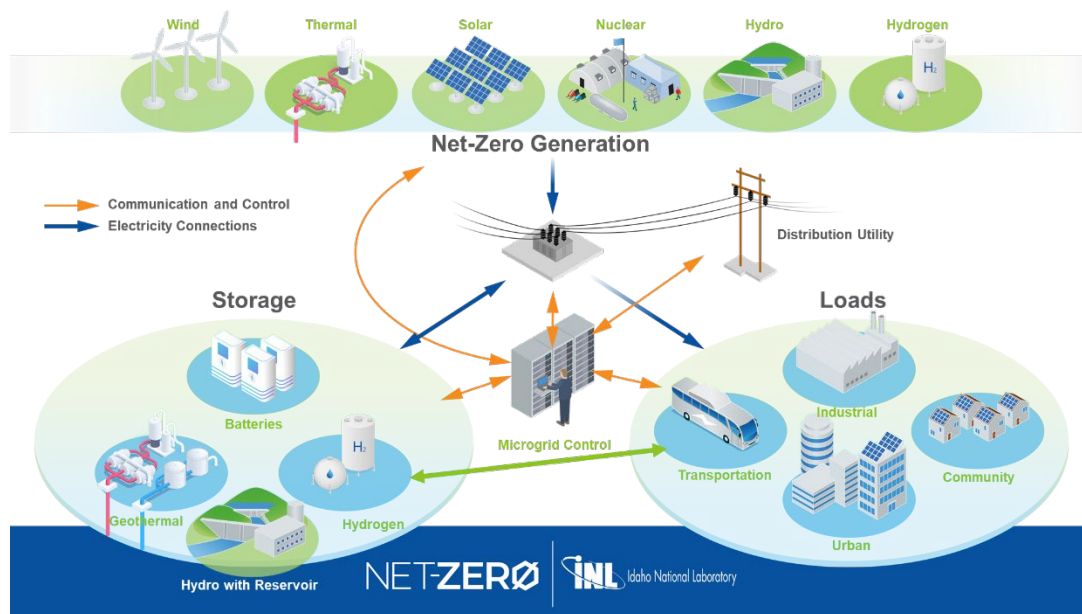 Wind
Thermal
Solar
Nuclear
Hydro
Hydrogen
H2
Net-Zero Generation
Communication and Control
Electricity Connections
Distribution Utility
Storage
Loads
Batteries
Industrial
H2
Microgrid Control
Transportation
Community
Geothermal
Hydrogen
Urban
Hydro with Reservoir
NET-ZERØ
INL Idaho National Laboratory